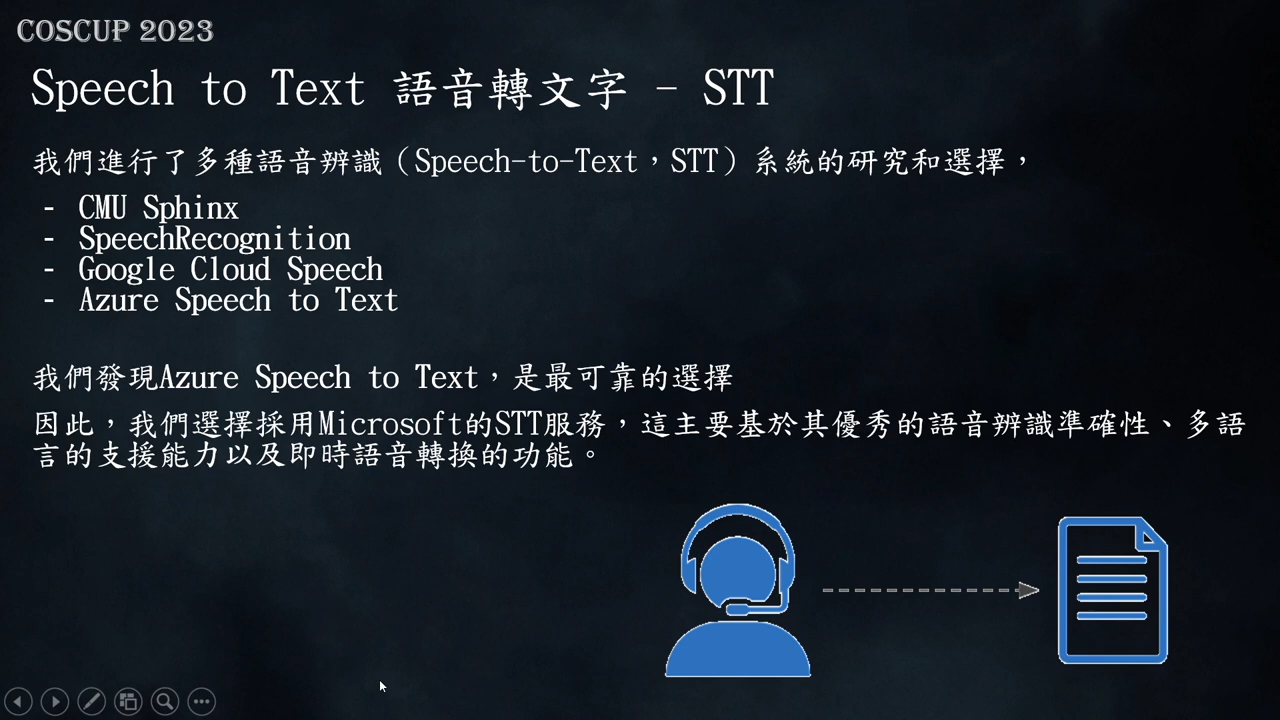 COSCUP 2023
Speech to Text 語音轉文字 - STT
我們進行了多種語音辨識（Speech-to-Text，STT）系統的研究和選擇，
- CMU Sphinx
- SpeechRecognition
- Google Cloud Speech
- Azure Speech to Text
我們發現Azure Speech to Text，是最可靠的選擇
因此，我們選擇採用Microsoft的STT服務，這主要基於其優秀的語音辨識準確性、多語
言的支援能力以及即時語音轉換的功能。